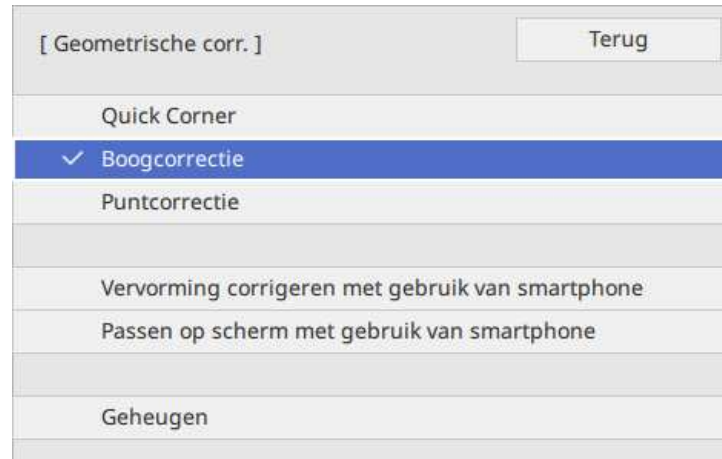 [ Geometrische corr. ]
Terug
Quick Corner
Boogcorrectie
Puntcorrectie
Vervorming corrigeren met gebruik van smartphone
Passen op scherm met gebruik van smartphone
Geheugen